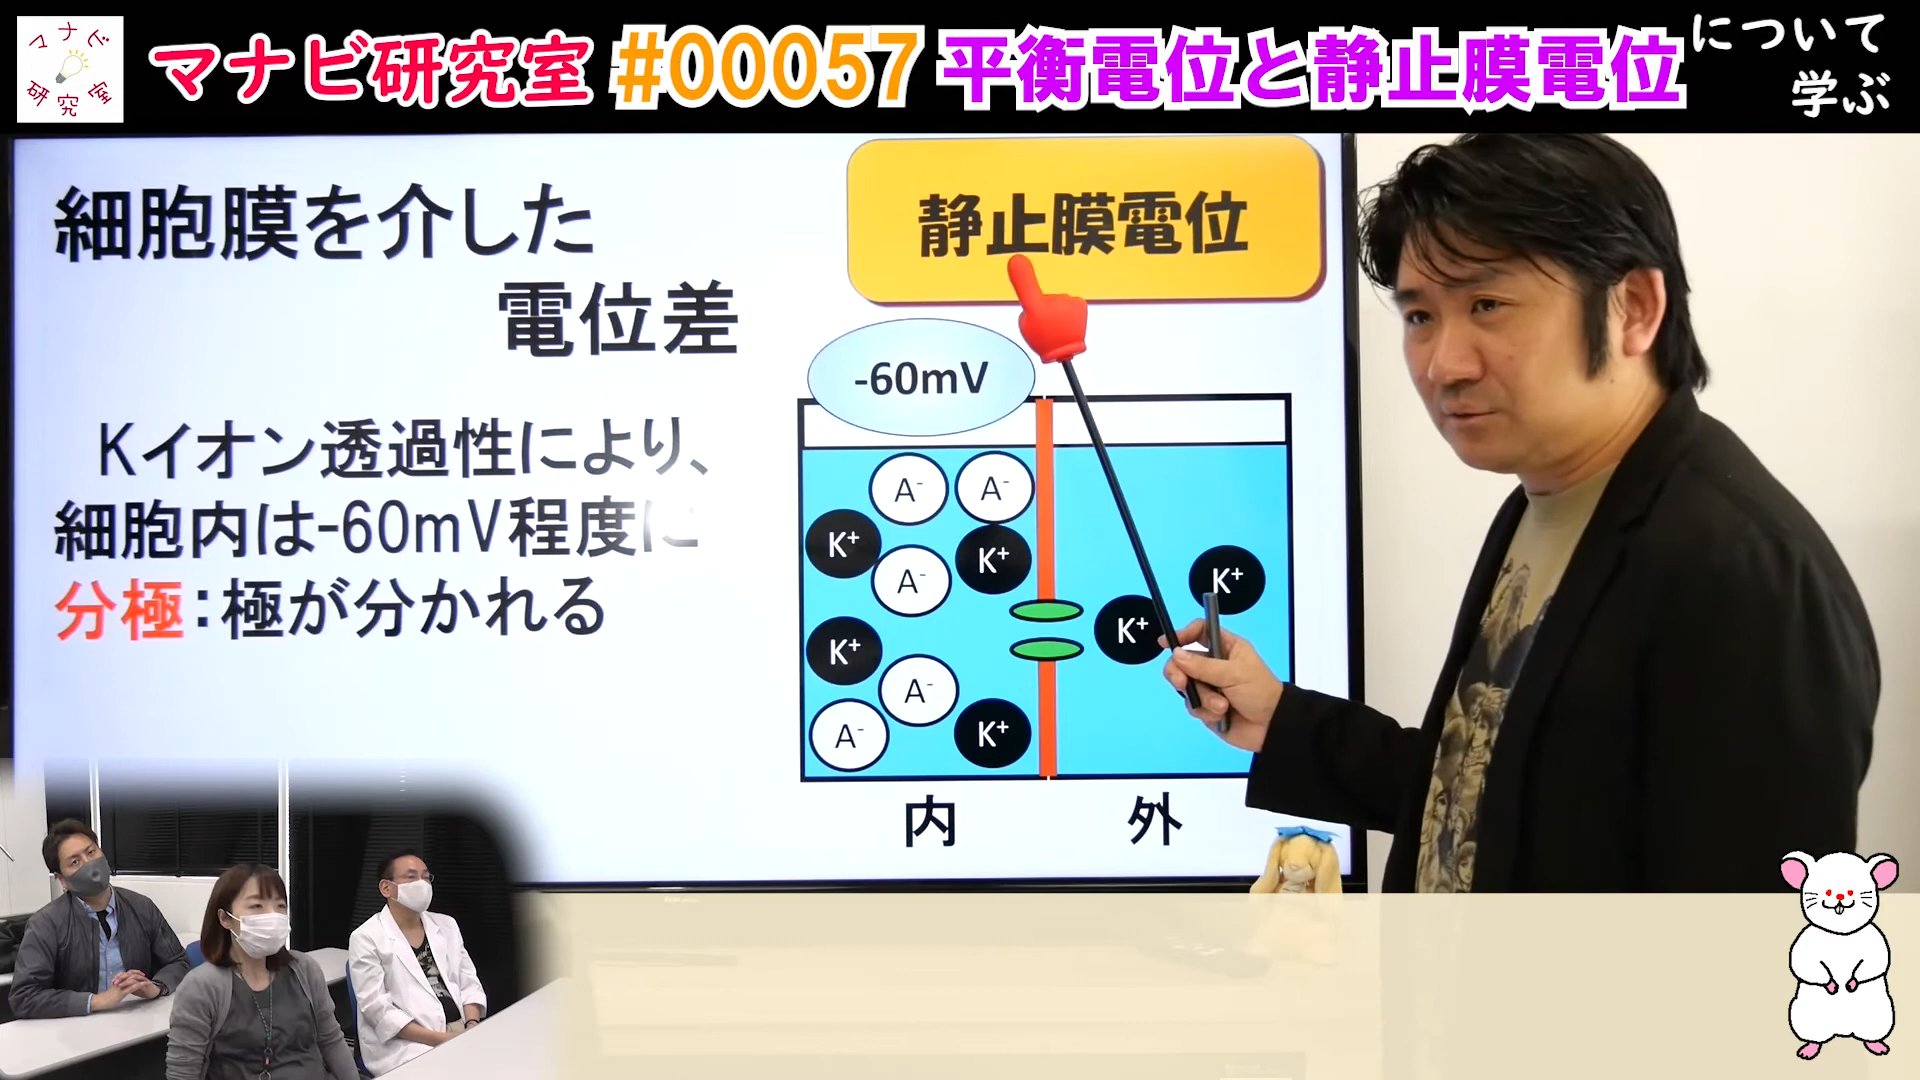 マナビ
研究室
マナビ研究室 #00057 平衡電位と静止膜電位について学ぶ
細胞膜を介した
電位差
静止膜電位
-60mV
Kイオン透過性により、
細胞内は-60mV程度に
分極：極が分かれる
A⁻ A⁻
K⁺ K⁺ K⁺
A⁻
K⁺ K⁺
A⁻
A⁻ K⁺
内 外